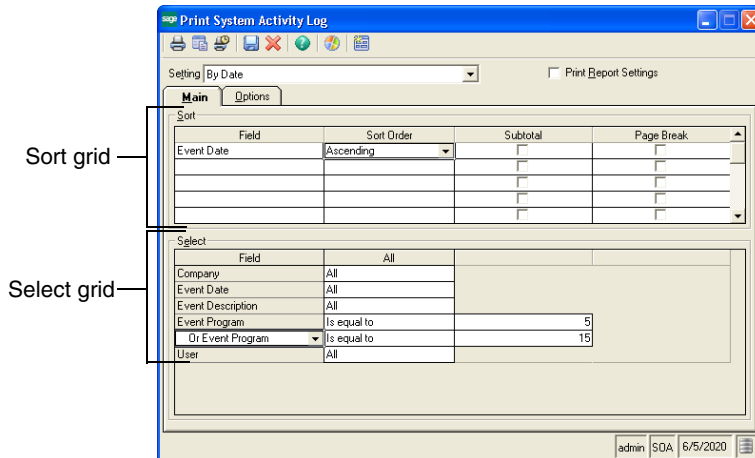 sage Print System Activity Log
Setting By Date Print Report Settings
Main Options
Sort
Field Sort Order Subtotal Page Break
Event Date Ascending
Sort grid
Select
Field All
Company All
Event Date All
Select grid
Event Description All
Event Program Is equal to 5
Or Event Program Is equal to 15
User All
admin SOA 6/5/2020